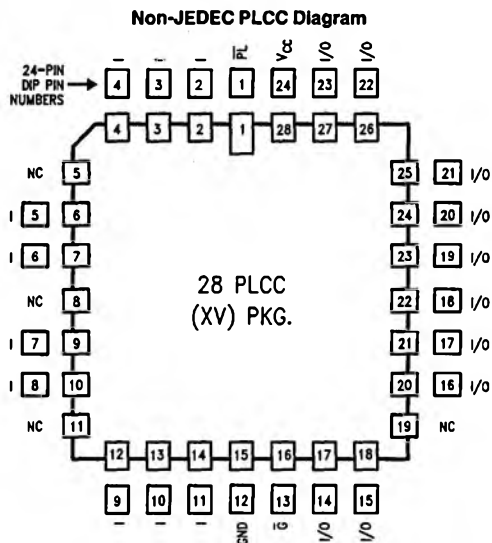 Non-JEDEC PLCC Diagram
I I I PL VCC I/O I/O
24-PIN
DIP PIN
NUMBERS
4 3 2 1 24 23 22
4 3 2 1 28 27 26
NC 5 25 21 I/O
I 5 6 24 20 I/O
I 6 7 23 19 I/O
28 PLCC
(XV) PKG.
NC 8 22 18 I/O
I 7 9 21 17 I/O
I 8 10 20 16 I/O
NC 11 19 NC
12 13 14 15 16 17 18
9 10 11 12 13 14 15
I I I GND G I/O I/O